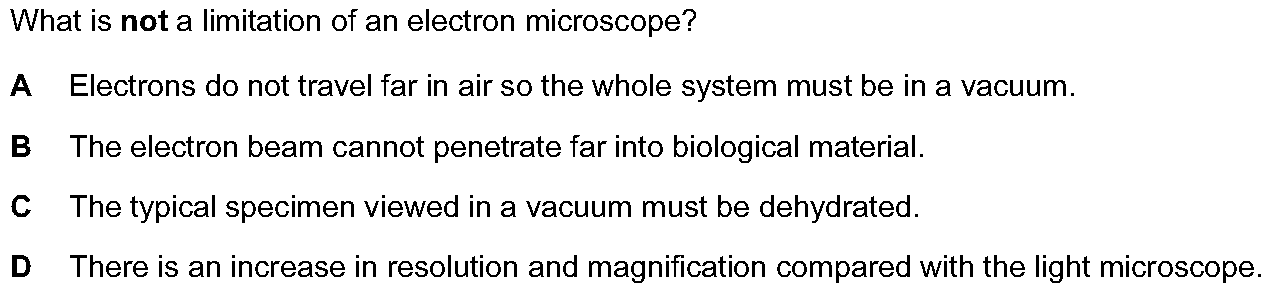 What is not a limitation of an electron microscope?
A Electrons do not travel far in air so the whole system must be in a vacuum.
B The electron beam cannot penetrate far into biological material.
C The typical specimen viewed in a vacuum must be dehydrated.
D There is an increase in resolution and magnification compared with the light microscope.